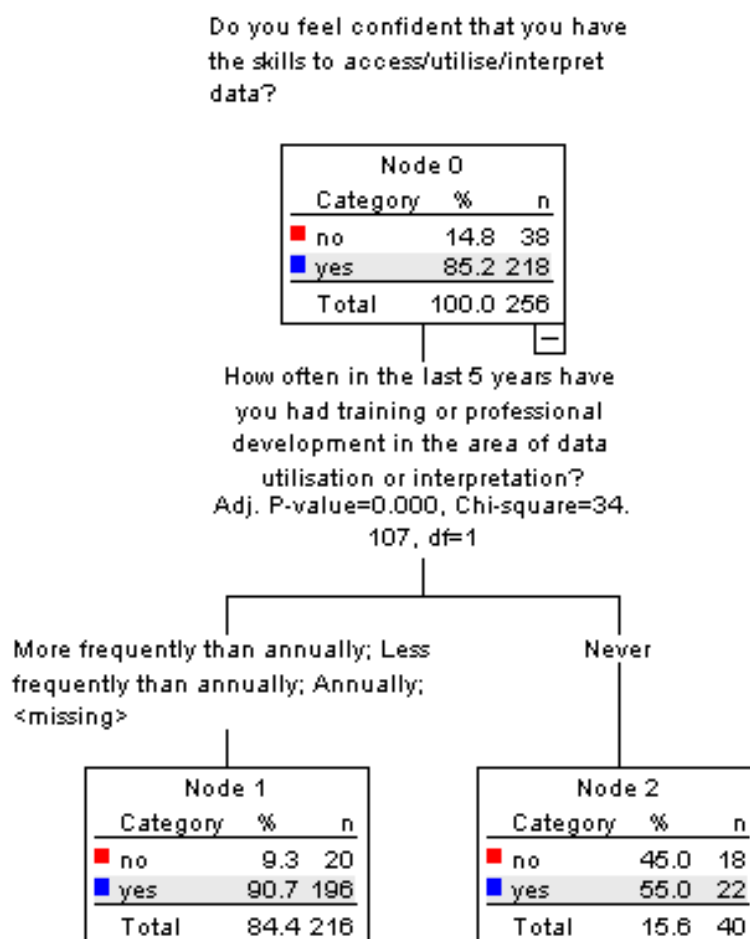 Do you feel confident that you have
the skills to access/utilise/interpret
data?
Node 0
Category % n
no 14.8 38
yes 85.2 218
Total 100.0 256
How often in the last 5 years have
you had training or professional
development in the area of data
utilisation or interpretation?
Adj. P-value=0.000, Chi-square=34.
107, df=1
More frequently than annually; Less
frequently than annually; Annually;
<missing>
Never
Node 1
Category % n
no 9.3 20
yes 90.7 196
Total 84.4 216
Node 2
Category % n
no 45.0 18
yes 55.0 22
Total 15.6 40